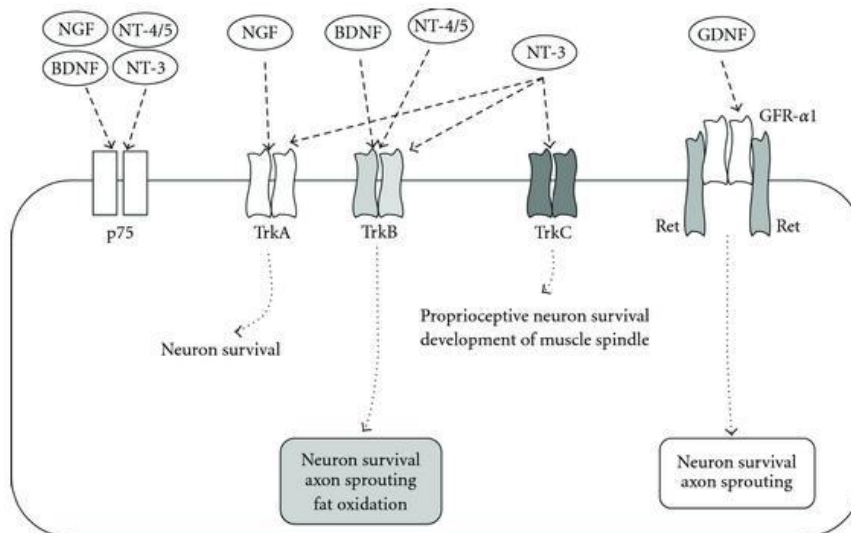 NGF
NT-4/5
BDNF
NT-3
NGF
BDNF
NT-4/5
NT-3
GDNF
GFR-α1
p75
TrkA
TrkB
TrkC
Ret
Ret
Neuron survival
Proprioceptive neuron survival
development of muscle spindle
Neuron survival
axon sprouting
fat oxidation
Neuron survival
axon sprouting